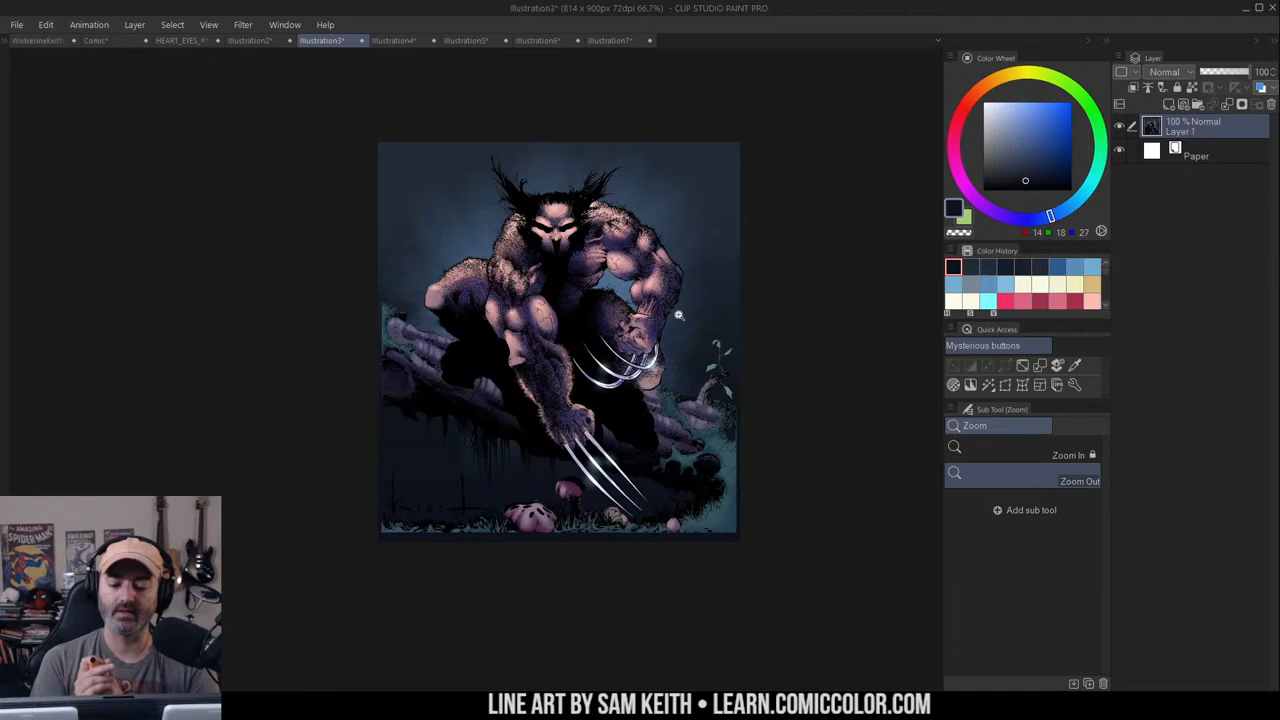 Illustration3* (814 x 900px 72dpi 66.7%) - CLIP STUDIO PAINT PRO
File Edit Animation Layer Select View Filter Window Help
WolverineKeith Comic* HEART_EYES_ Illustration2* Illustration3* Illustration4* Illustration5* Illustration6* Illustration7*
Color Wheel
Layer
Normal 100
100 % Normal
Layer 1
Paper
14 18 27
Color History
H S V
Quick Access
Mysterious buttons
Sub Tool [Zoom]
Zoom
Zoom In
Zoom Out
Add sub tool
LINE ART BY SAM KEITH • LEARN.COMICCOLOR.COM